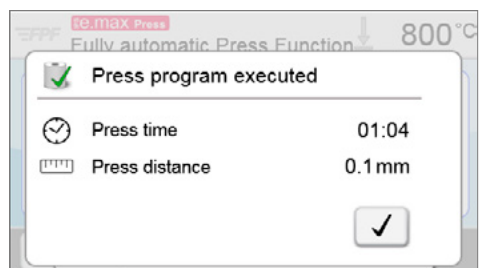 FPF
e.max Press
Fully automatic Press Function
800°C
Press program executed
Press time 01:04
Press distance 0.1 mm